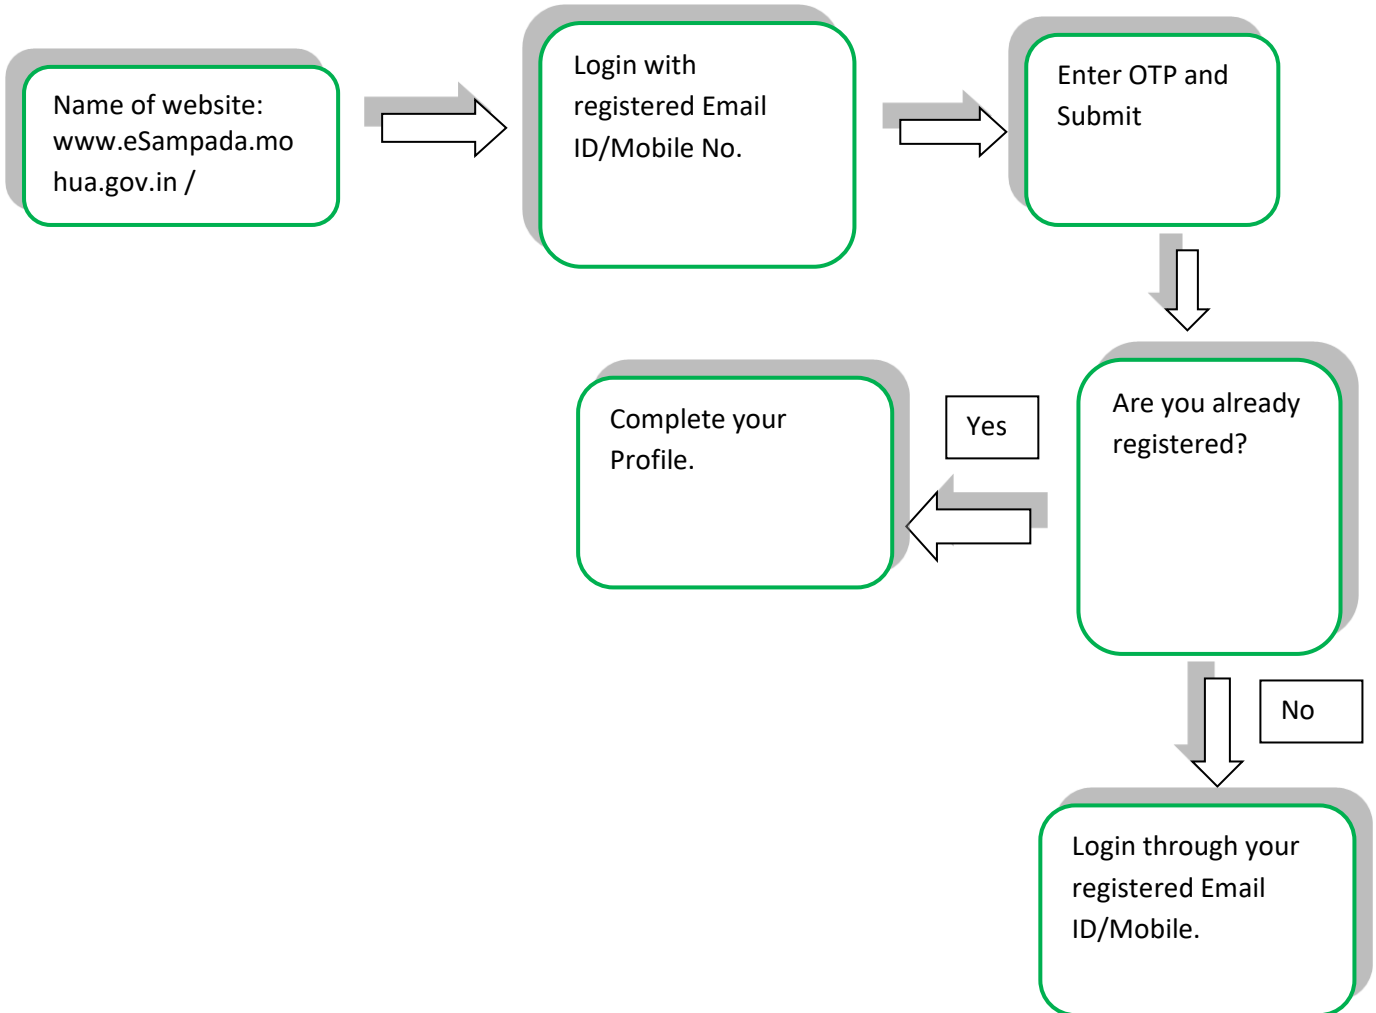 Name of website:
www.eSampada.mo
hua.gov.in /
Login with
registered Email
ID/Mobile No.
Enter OTP and
Submit
Are you already
registered?
Yes
Complete your
Profile.
No
Login through your
registered Email
ID/Mobile.